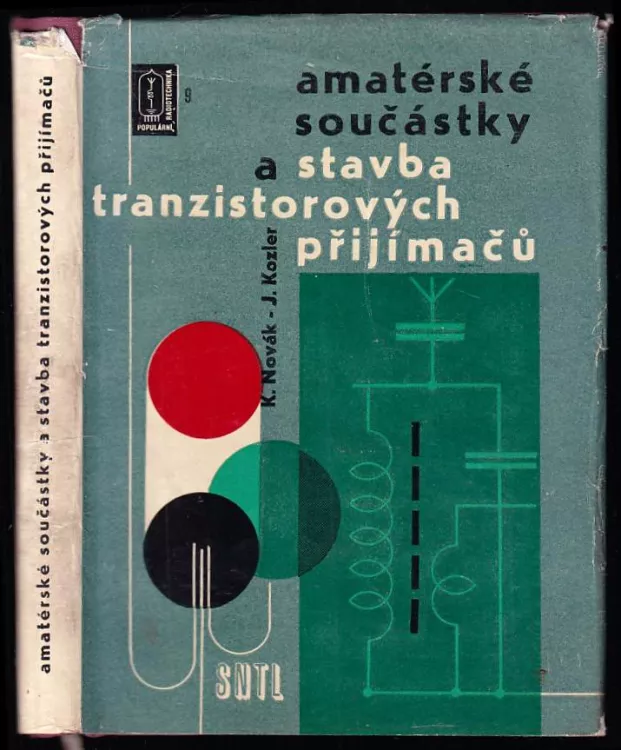 amatérské součástky a stavba tranzistorových přijímačů
POPULÁRNÍ
RADIOTECHNIKA
9
amatérské
součástky
a stavba
tranzistorových
přijímačů
K. Novák - J. Kozler
SNTL